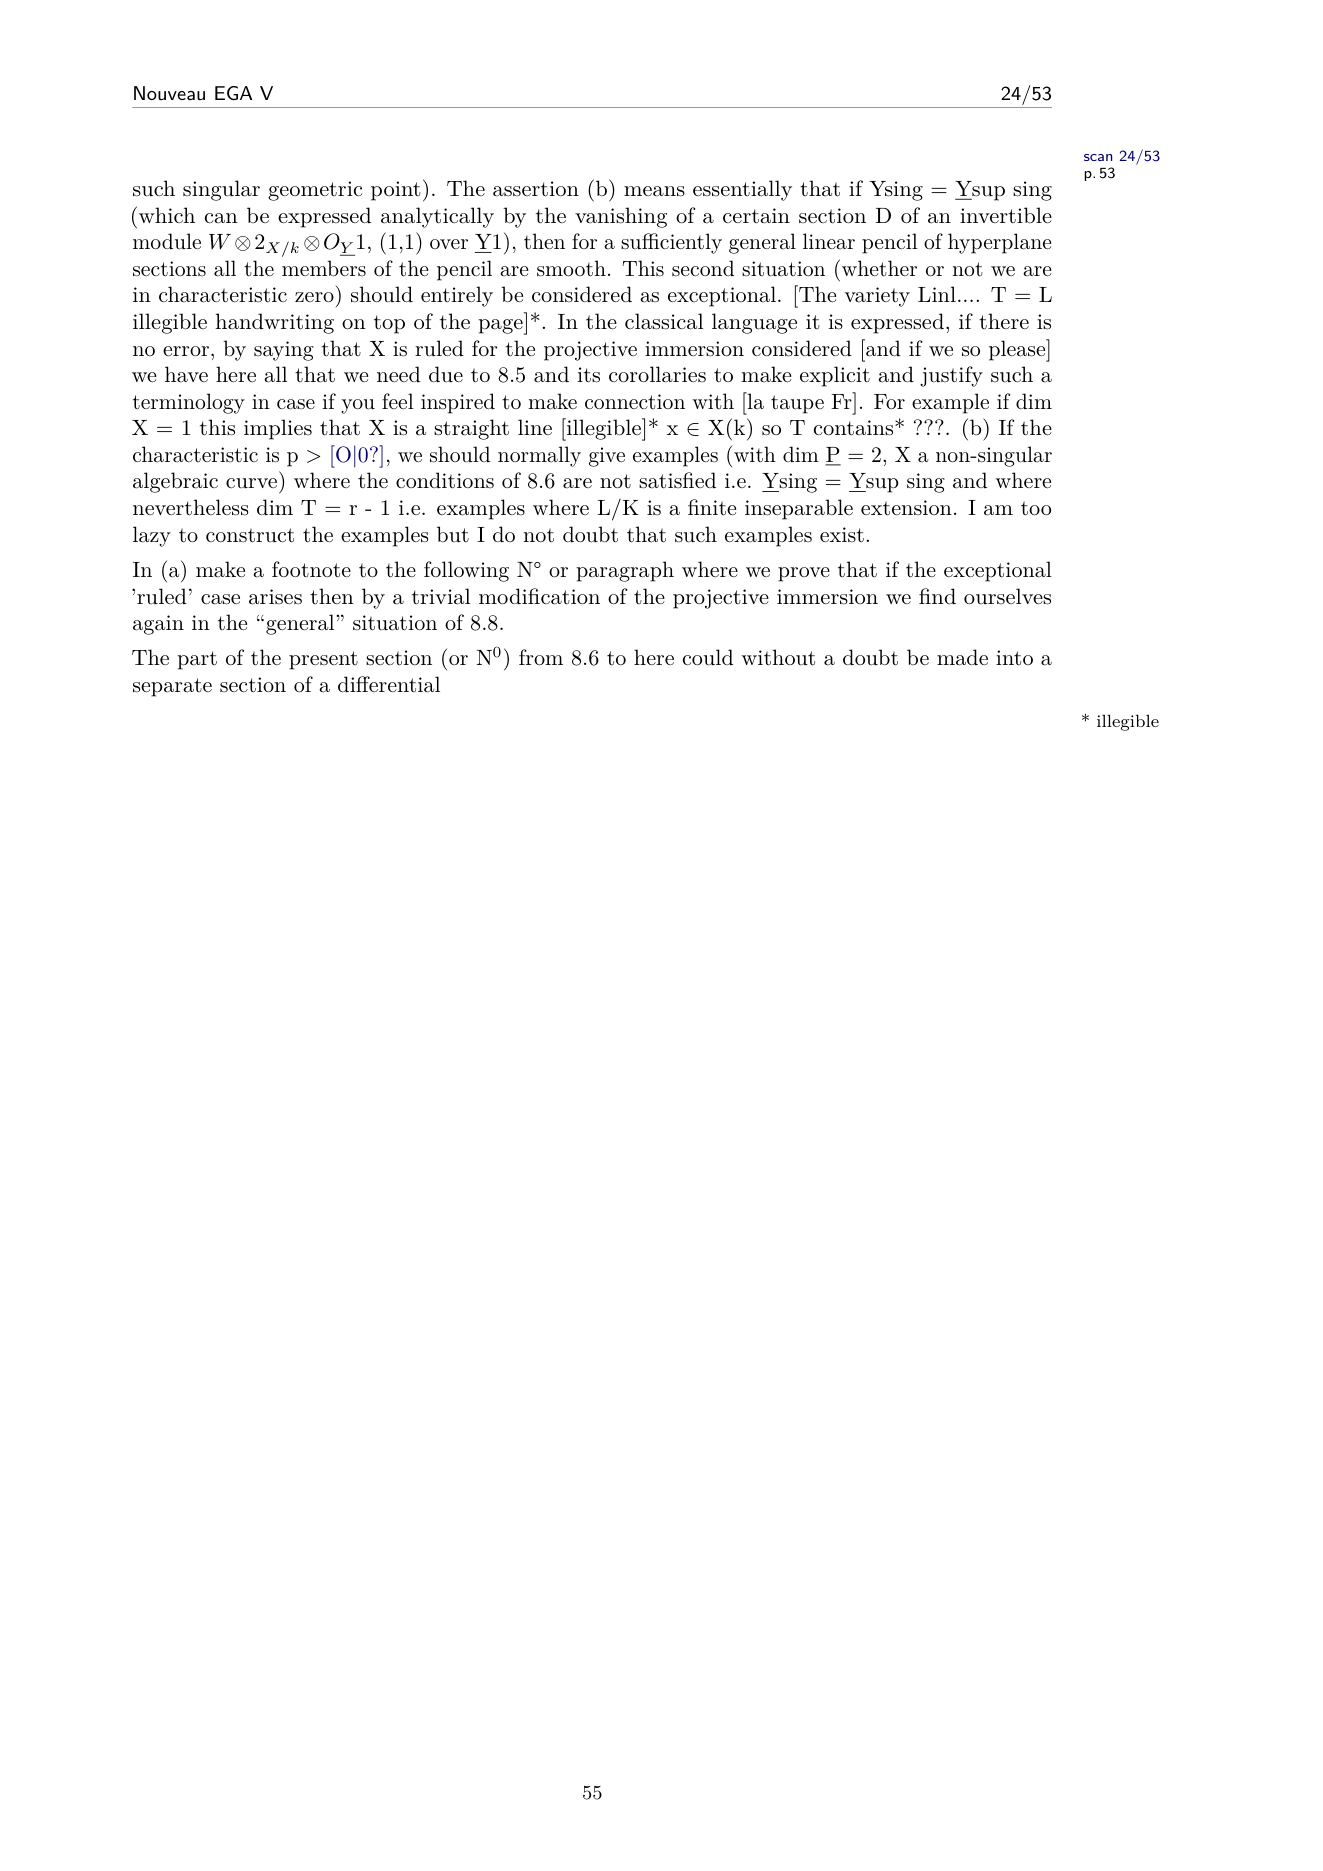 Nouveau EGA V 24/53
scan 24/53
p. 53
such singular geometric point). The assertion (b) means essentially that if Ysing = Y̲sup sing
(which can be expressed analytically by the vanishing of a certain section D of an invertible
module W ⊗ 2_{X/k} ⊗ O_{Y̲}1, (1,1) over Y̲1), then for a sufficiently general linear pencil of hyperplane
sections all the members of the pencil are smooth. This second situation (whether or not we are
in characteristic zero) should entirely be considered as exceptional. [The variety Linl.... T = L
illegible handwriting on top of the page]*. In the classical language it is expressed, if there is
no error, by saying that X is ruled for the projective immersion considered [and if we so please]
we have here all that we need due to 8.5 and its corollaries to make explicit and justify such a
terminology in case if you feel inspired to make connection with [la taupe Fr]. For example if dim
X = 1 this implies that X is a straight line [illegible]* x ∈ X(k) so T contains* ???. (b) If the
characteristic is p > [O|0?], we should normally give examples (with dim P̲ = 2, X a non-singular
algebraic curve) where the conditions of 8.6 are not satisfied i.e. Y̲sing = Y̲sup sing and where
nevertheless dim T = r - 1 i.e. examples where L/K is a finite inseparable extension. I am too
lazy to construct the examples but I do not doubt that such examples exist.
In (a) make a footnote to the following N° or paragraph where we prove that if the exceptional
’ruled’ case arises then by a trivial modification of the projective immersion we find ourselves
again in the “general” situation of 8.8.
The part of the present section (or N⁰) from 8.6 to here could without a doubt be made into a
separate section of a differential
* illegible
55